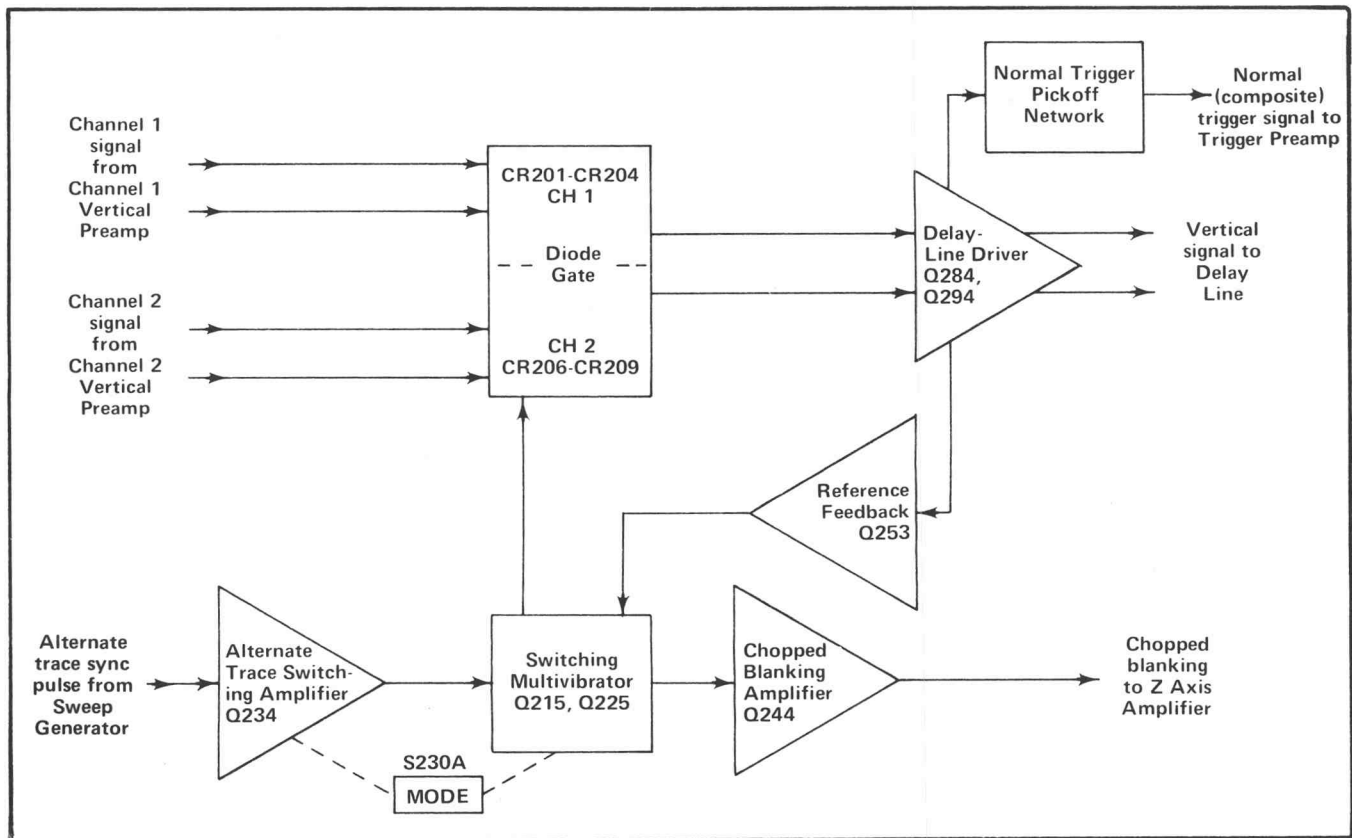 Normal Trigger
Pickoff
Network
Normal
(composite)
trigger signal to
Trigger Preamp
Channel 1
signal
from
Channel 1
Vertical
Preamp
CR201-CR204
CH 1
Diode
Gate
CH 2
CR206-CR209
Channel 2
signal
from
Channel 2
Vertical
Preamp
Delay-
Line Driver
Q284,
Q294
Vertical
signal to
Delay
Line
Reference
Feedback
Q253
Alternate
trace sync
pulse from
Sweep
Generator
Alternate
Trace Switch-
ing Amplifier
Q234
Switching
Multivibrator
Q215, Q225
Chopped
Blanking
Amplifier
Q244
Chopped
blanking
to Z Axis
Amplifier
S230A
MODE